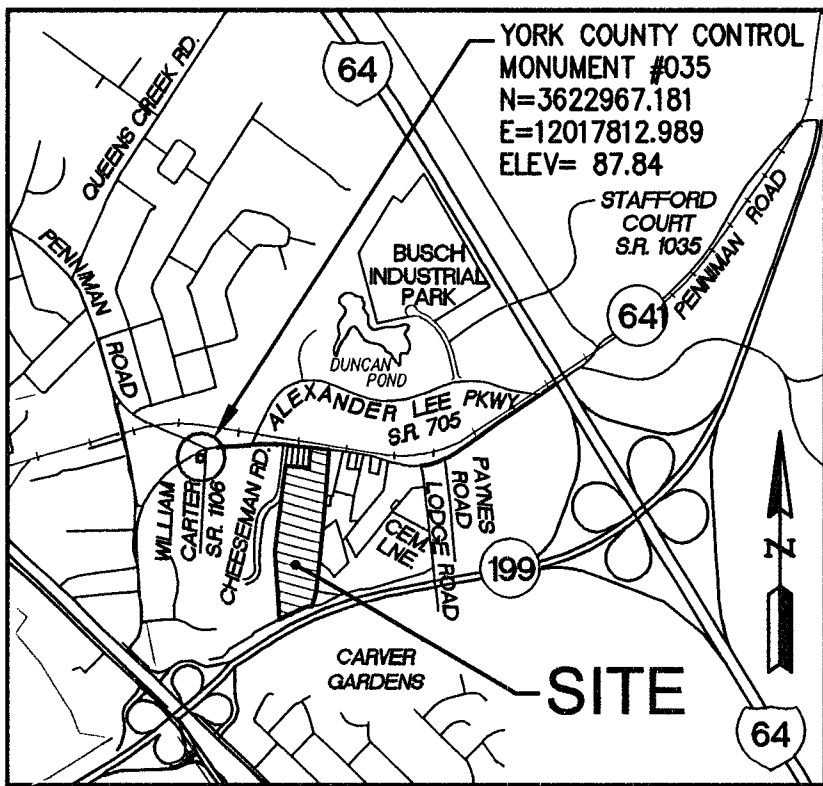 YORK COUNTY CONTROL
MONUMENT #035
N=3622967.181
E=12017812.989
ELEV= 87.84
64
QUEENS CREEK RD.
STAFFORD
COURT
S.R. 1035
PENNIMAN
ROAD
BUSCH
INDUSTRIAL
PARK
641
PENNIMAN ROAD
DUNCAN
POND
ALEXANDER LEE PKWY
S.R. 705
WILLIAM
CARTER
S.R. 1106
CHEESEMAN RD.
CEM.
LNE.
PAYNES
ROAD
LODGE ROAD
199
N
CARVER
GARDENS
SITE
64